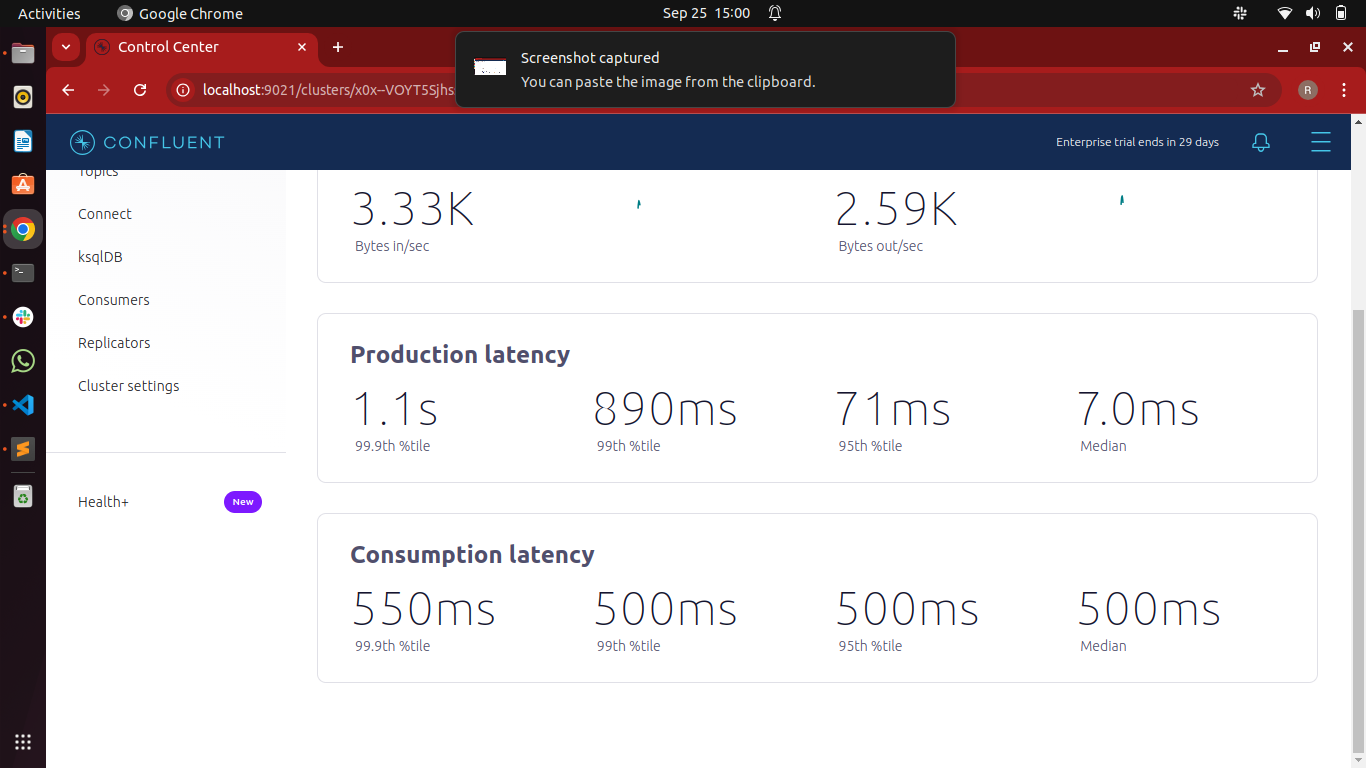 Activities
Google Chrome
Sep 25 15:00
Control Center
Screenshot captured
You can paste the image from the clipboard.
localhost:9021/clusters/x0x--VOYT5Sjhs
R
CONFLUENT
Enterprise trial ends in 29 days
Topics
Connect
ksqlDB
Consumers
Replicators
Cluster settings
Health+
New
3.33K
Bytes in/sec
2.59K
Bytes out/sec
Production latency
1.1s
99.9th %tile
890ms
99th %tile
71ms
95th %tile
7.0ms
Median
Consumption latency
550ms
99.9th %tile
500ms
99th %tile
500ms
95th %tile
500ms
Median